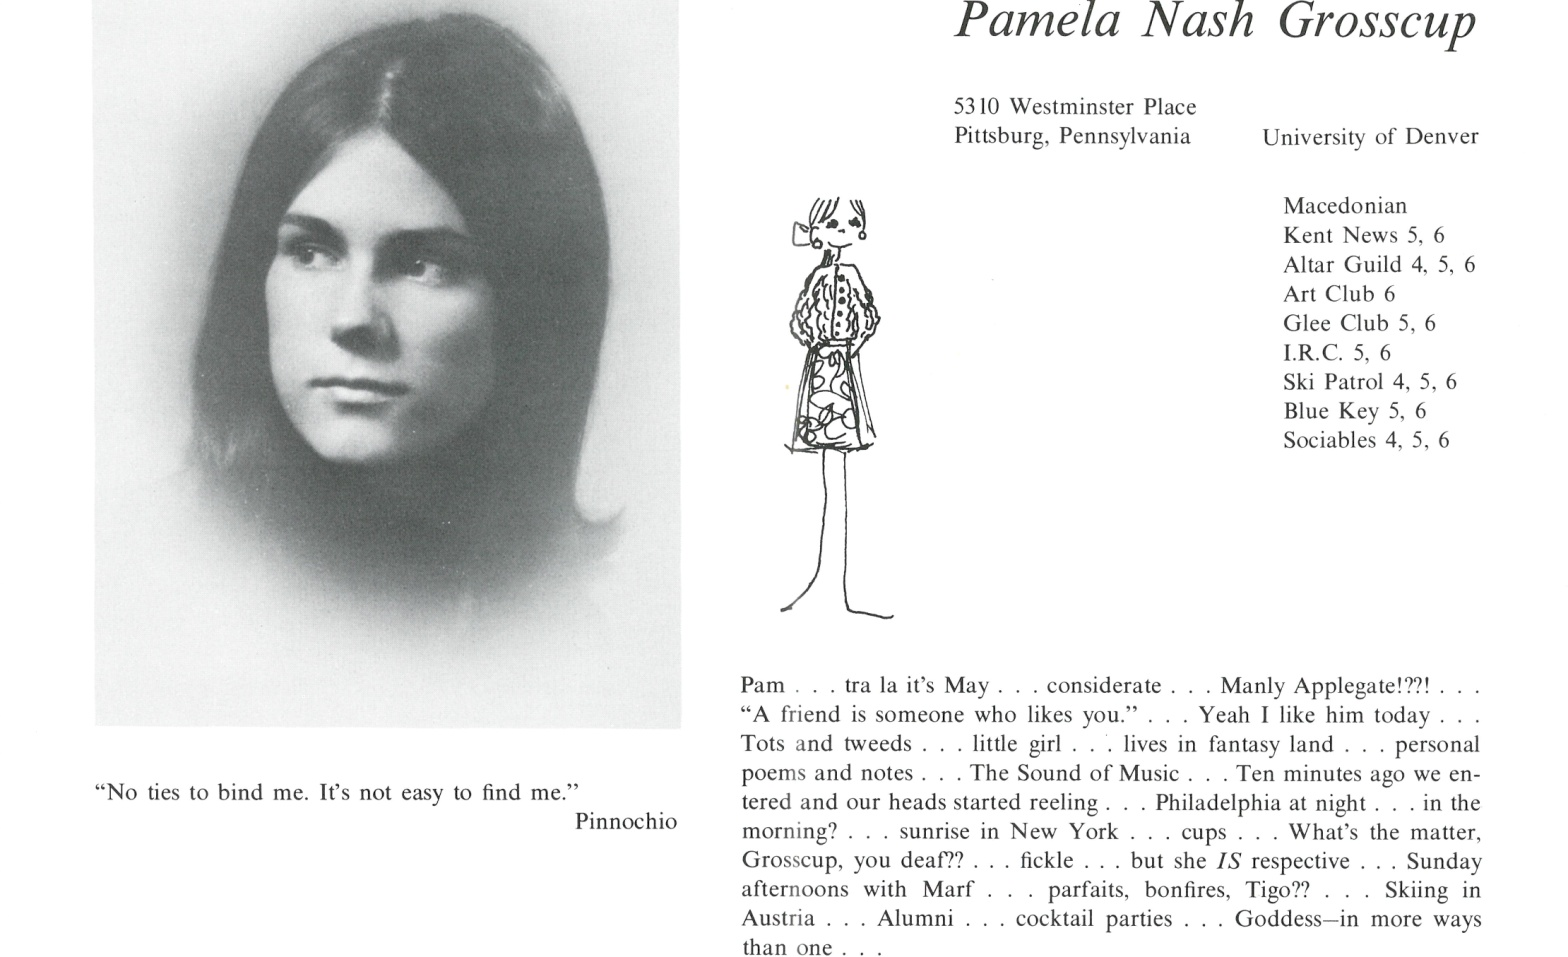 Pamela Nash Grosscup
5310 Westminster Place
Pittsburg, Pennsylvania
University of Denver
Macedonian
Kent News 5, 6
Altar Guild 4, 5, 6
Art Club 6
Glee Club 5, 6
I.R.C. 5, 6
Ski Patrol 4, 5, 6
Blue Key 5, 6
Sociables 4, 5, 6
“No ties to bind me. It’s not easy to find me.”
Pinnochio
Pam . . . tra la it’s May . . . considerate . . . Manly Applegate!??! . . .
“A friend is someone who likes you.” . . . Yeah I like him today . . .
Tots and tweeds . . . little girl . . . lives in fantasy land . . . personal
poems and notes . . . The Sound of Music . . . Ten minutes ago we en-
tered and our heads started reeling . . . Philadelphia at night . . . in the
morning? . . . sunrise in New York . . . cups . . . What’s the matter,
Grosscup, you deaf?? . . . fickle . . . but she IS respective . . . Sunday
afternoons with Marf . . . parfaits, bonfires, Tigo?? . . . Skiing in
Austria . . . Alumni . . . cocktail parties . . . Goddess—in more ways
than one . . .